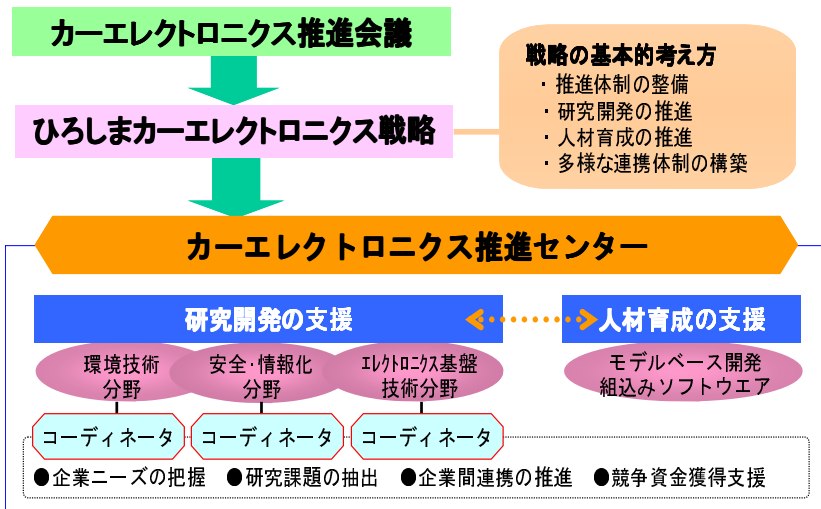 カーエレクトロニクス推進会議
戦略の基本的考え方
・推進体制の整備
・研究開発の推進
・人材育成の推進
・多様な連携体制の構築
ひろしまカーエレクトロニクス戦略
カーエレクトロニクス推進センター
研究開発の支援
人材育成の支援
環境技術
分野
安全・情報化
分野
ｴﾚｸﾄﾛﾆｸｽ基盤
技術分野
モデルベース開発
組込みソフトウエア
コーディネータ
コーディネータ
コーディネータ
●企業ニーズの把握 ●研究課題の抽出 ●企業間連携の推進 ●競争資金獲得支援